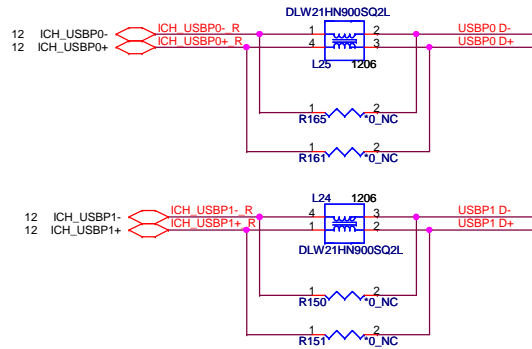 DLW21HN900SQ2L
12 ICH_USBP0- ICH_USBP0-_R 1 2 USBP0 D-
12 ICH_USBP0+ ICH_USBP0+_R 4 3 USBP0 D+
L25 1206
1 2
R165 *0_NC
1 2
R161 *0_NC
L24 1206
12 ICH_USBP1- ICH_USBP1-_R 4 3 USBP1 D-
12 ICH_USBP1+ ICH_USBP1+_R 1 2 USBP1 D+
DLW21HN900SQ2L
1 2
R150 *0_NC
1 2
R151 *0_NC